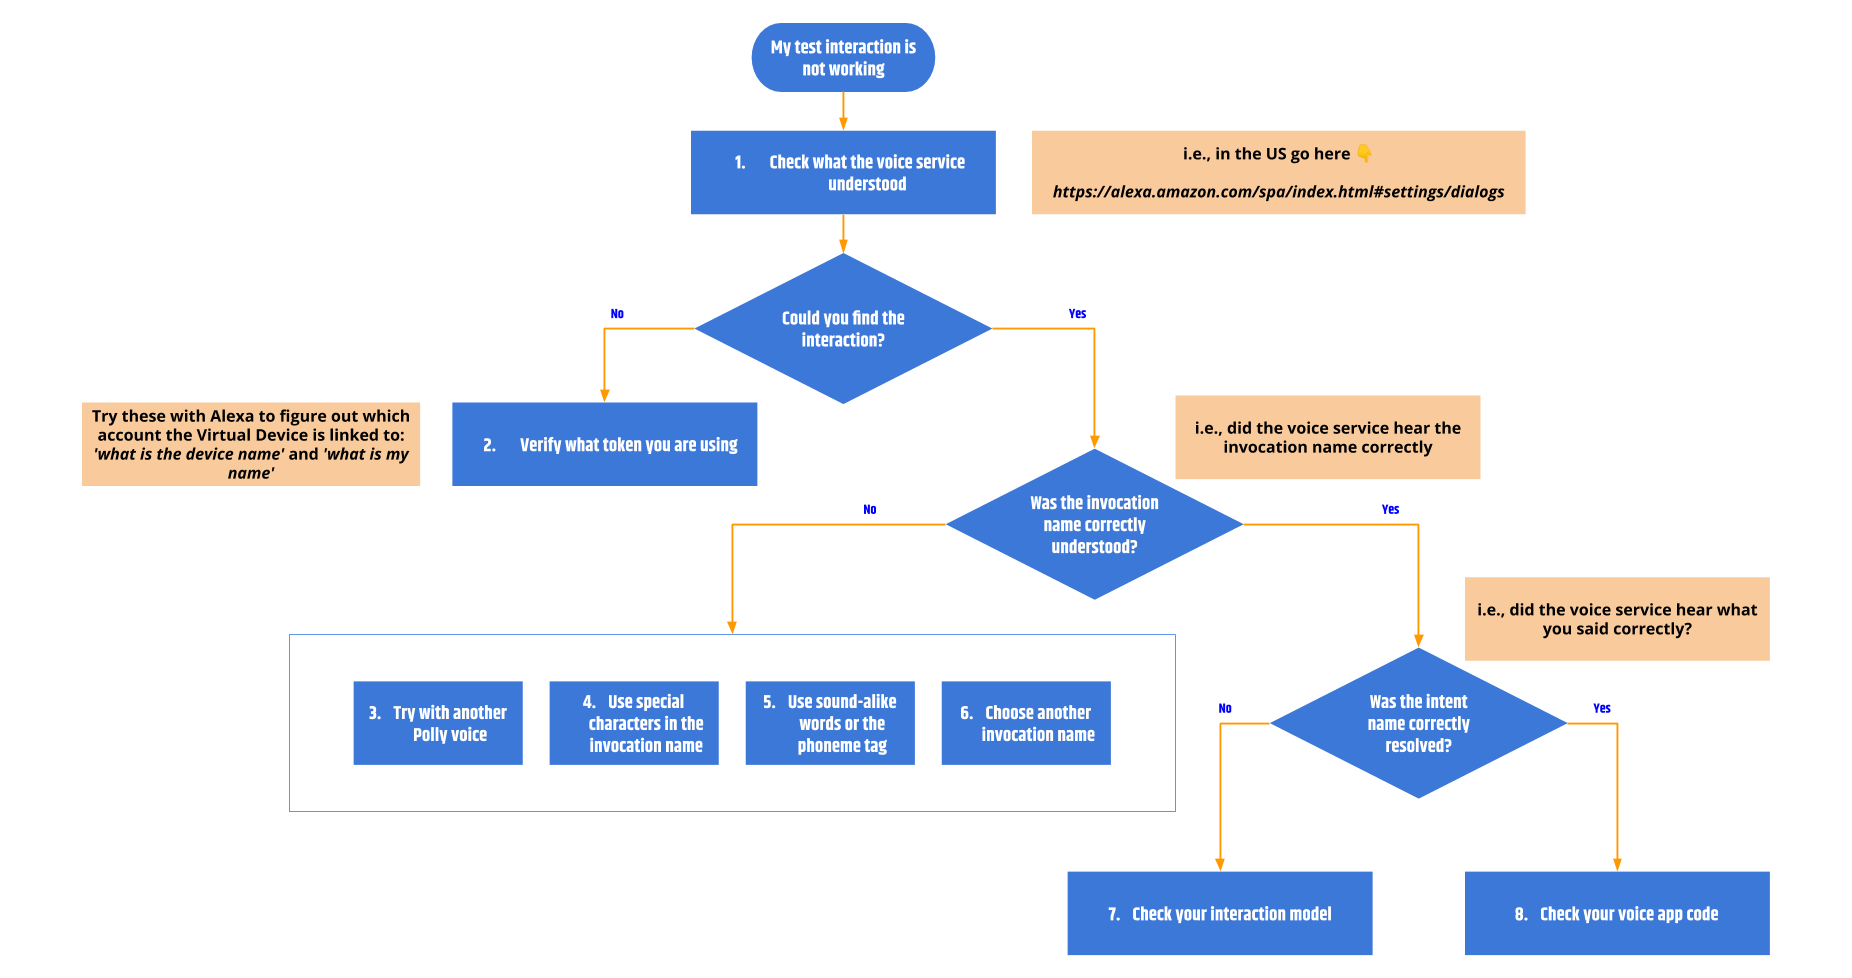 My test interaction is
not working
1. Check what the voice service
understood
i.e., in the US go here 👇
https://alexa.amazon.com/spa/index.html#settings/dialogs
Could you find the
interaction?
No
Yes
Try these with Alexa to figure out which
account the Virtual Device is linked to:
'what is the device name' and 'what is my
name'
2. Verify what token you are using
i.e., did the voice service hear the
invocation name correctly
Was the invocation
name correctly
understood?
No
Yes
i.e., did the voice service hear what
you said correctly?
3. Try with another
Polly voice
4. Use special
characters in the
invocation name
5. Use sound-alike
words or the
phoneme tag
6. Choose another
invocation name
Was the intent
name correctly
resolved?
No
Yes
7. Check your interaction model
8. Check your voice app code